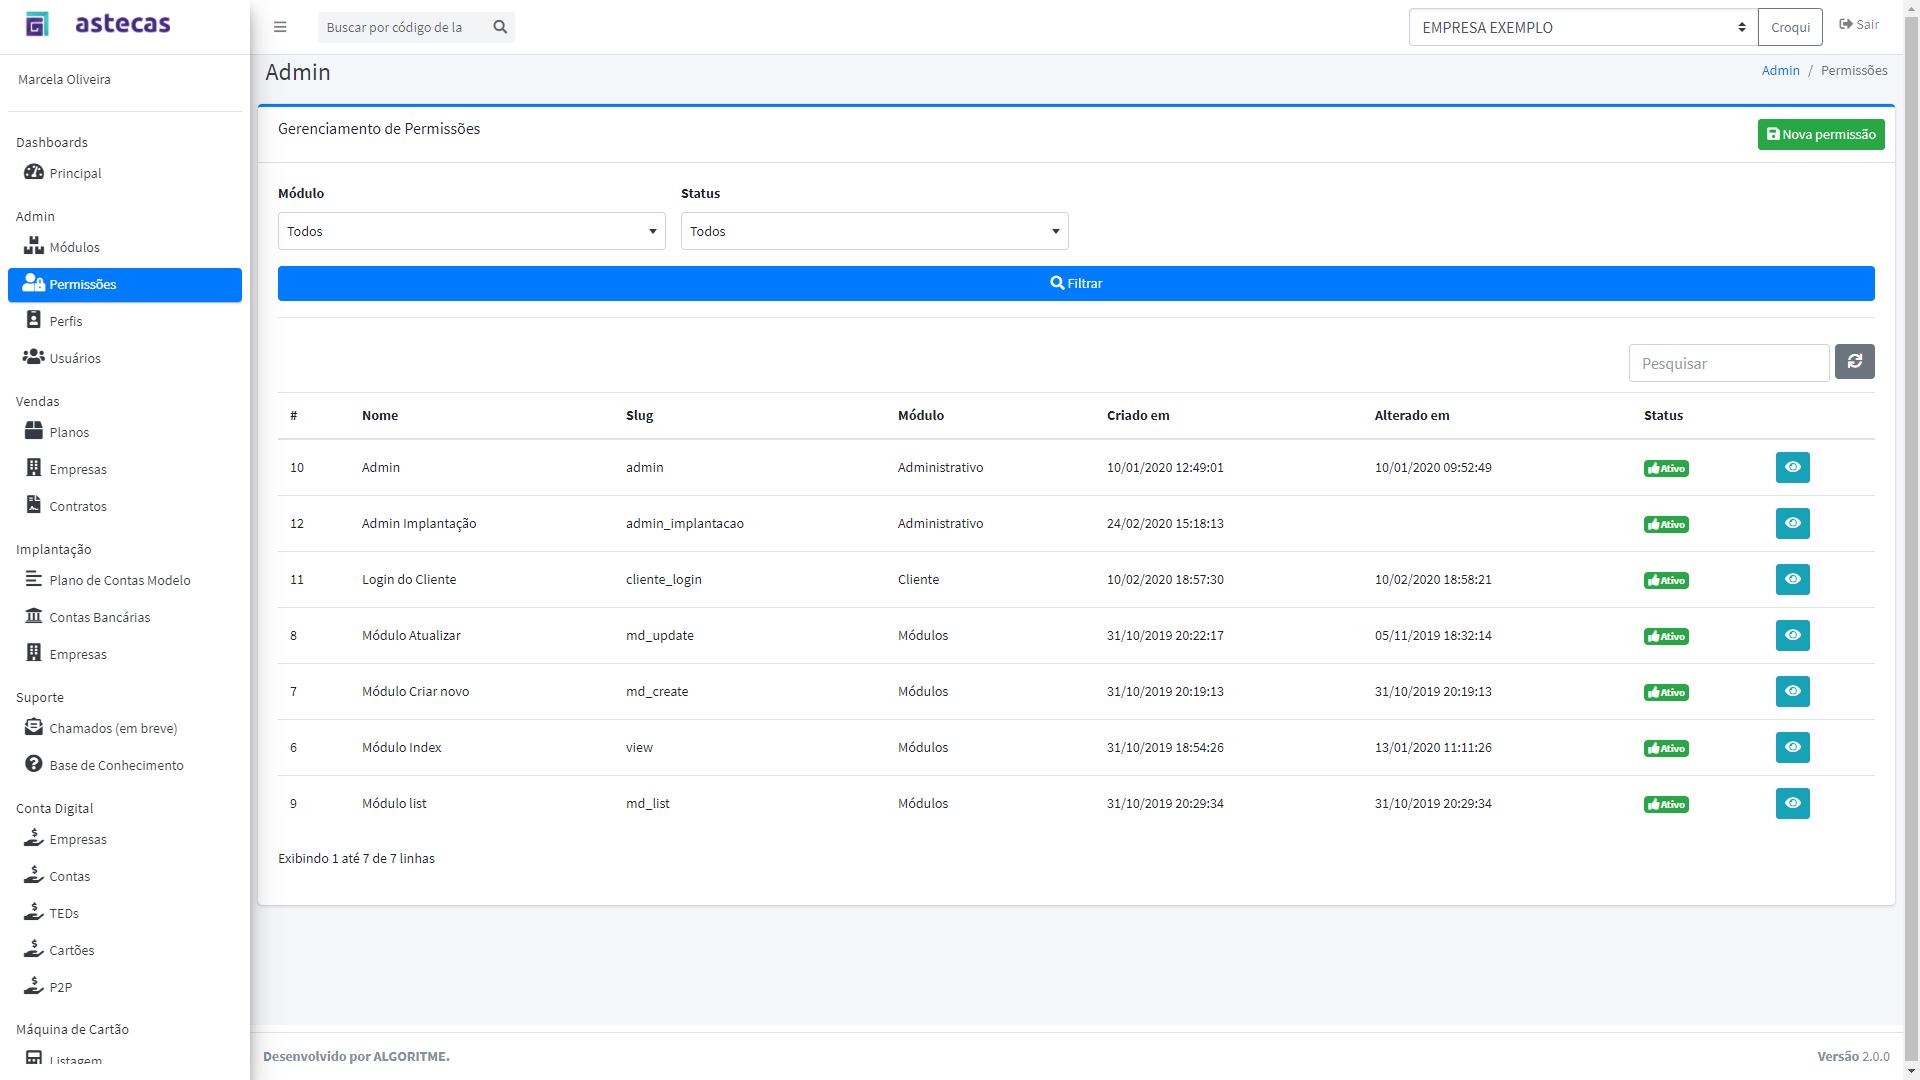 astecas
Buscar por código de la
EMPRESA EXEMPLO
Croqui
Sair
Marcela Oliveira
Dashboards
Principal
Admin
Módulos
Permissões
Perfis
Usuários
Vendas
Planos
Empresas
Contratos
Implantação
Plano de Contas Modelo
Contas Bancárias
Empresas
Suporte
Chamados (em breve)
Base de Conhecimento
Conta Digital
Empresas
Contas
TEDs
Cartões
P2P
Máquina de Cartão
Listagem
Admin
Admin / Permissões
Gerenciamento de Permissões
Nova permissão
Módulo Status
Todos Todos
Filtrar
Pesquisar
# Nome Slug Módulo Criado em Alterado em Status
10 Admin admin Administrativo 10/01/2020 12:49:01 10/01/2020 09:52:49 Ativo
12 Admin Implantação admin_implantacao Administrativo 24/02/2020 15:18:13 Ativo
11 Login do Cliente cliente_login Cliente 10/02/2020 18:57:30 10/02/2020 18:58:21 Ativo
8 Módulo Atualizar md_update Módulos 31/10/2019 20:22:17 05/11/2019 18:32:14 Ativo
7 Módulo Criar novo md_create Módulos 31/10/2019 20:19:13 31/10/2019 20:19:13 Ativo
6 Módulo Index view Módulos 31/10/2019 18:54:26 13/01/2020 11:11:26 Ativo
9 Módulo list md_list Módulos 31/10/2019 20:29:34 31/10/2019 20:29:34 Ativo
Exibindo 1 até 7 de 7 linhas
Desenvolvido por ALGORITME.
Versão 2.0.0